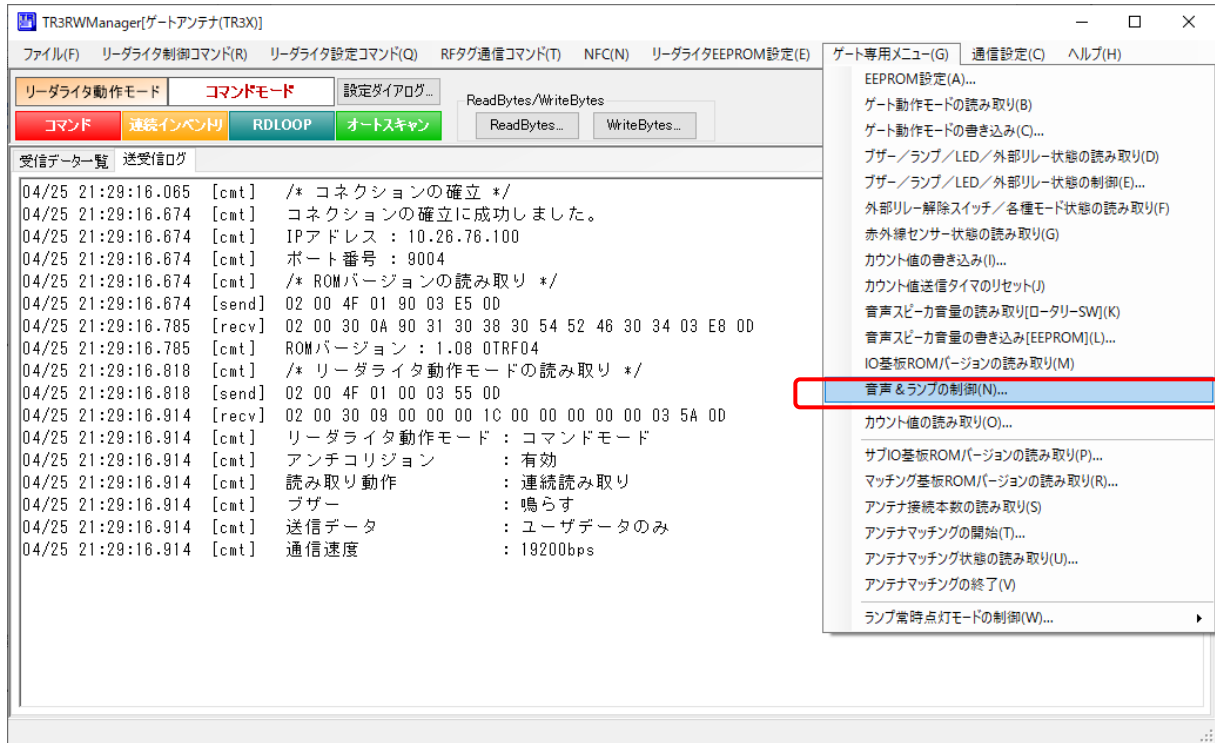 TR3RWManager[ゲートアンテナ(TR3X)]
ファイル(F) リーダライタ制御コマンド(R) リーダライタ設定コマンド(Q) RFタグ通信コマンド(T) NFC(N) リーダライタEEPROM設定(E) ゲート専用メニュー(G) 通信設定(C) ヘルプ(H)
リーダライタ動作モード コマンドモード 設定ダイアログ...
ReadBytes/WriteBytes
コマンド 連続インベントリ RDLOOP オートスキャン ReadBytes... WriteBytes...
受信データ一覧 送受信ログ
04/25 21:29:16.065 [cmt] /* コネクションの確立 */
04/25 21:29:16.674 [cmt] コネクションの確立に成功しました。
04/25 21:29:16.674 [cmt] IPアドレス : 10.26.76.100
04/25 21:29:16.674 [cmt] ポート番号 : 9004
04/25 21:29:16.674 [cmt] /* ROMバージョンの読み取り */
04/25 21:29:16.674 [send] 02 00 4F 01 90 03 E5 0D
04/25 21:29:16.785 [recv] 02 00 30 0A 90 31 30 38 30 54 52 46 30 34 03 E8 0D
04/25 21:29:16.785 [cmt] ROMバージョン : 1.08 0TRF04
04/25 21:29:16.818 [cmt] /* リーダライタ動作モードの読み取り */
04/25 21:29:16.818 [send] 02 00 4F 01 00 03 55 0D
04/25 21:29:16.914 [recv] 02 00 30 09 00 00 00 1C 00 00 00 00 00 03 5A 0D
04/25 21:29:16.914 [cmt] リーダライタ動作モード : コマンドモード
04/25 21:29:16.914 [cmt] アンチコリジョン : 有効
04/25 21:29:16.914 [cmt] 読み取り動作 : 連続読み取り
04/25 21:29:16.914 [cmt] ブザー : 鳴らす
04/25 21:29:16.914 [cmt] 送信データ : ユーザデータのみ
04/25 21:29:16.914 [cmt] 通信速度 : 19200bps
EEPROM設定(A)...
ゲート動作モードの読み取り(B)
ゲート動作モードの書き込み(C)...
ブザー／ランプ／LED／外部リレー状態の読み取り(D)
ブザー／ランプ／LED／外部リレー状態の制御(E)...
外部リレー解除スイッチ／各種モード状態の読み取り(F)
赤外線センサー状態の読み取り(G)
カウント値の書き込み(I)...
カウント値送信タイマのリセット(J)
音声スピーカ音量の読み取り[ロータリーSW](K)
音声スピーカ音量の書き込み[EEPROM](L)...
IO基板ROMバージョンの読み取り(M)
音声＆ランプの制御(N)...
カウント値の読み取り(O)...
サブIO基板ROMバージョンの読み取り(P)...
マッチング基板ROMバージョンの読み取り(R)...
アンテナ接続本数の読み取り(S)
アンテナマッチングの開始(T)...
アンテナマッチング状態の読み取り(U)...
アンテナマッチングの終了(V)
ランプ常時点灯モードの制御(W)...